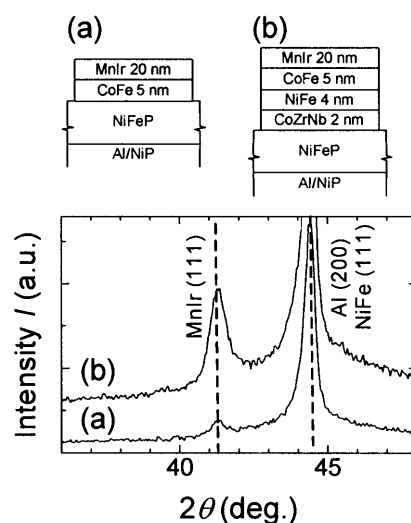 (a)
MnIr 20 nm
CoFe 5 nm
NiFeP
Al/NiP
(b)
MnIr 20 nm
CoFe 5 nm
NiFe 4 nm
CoZrNb 2 nm
NiFeP
Al/NiP
Intensity I (a.u.)
MnIr (111)
Al (200)
NiFe (111)
(b)
(a)
40 45
2θ (deg.)